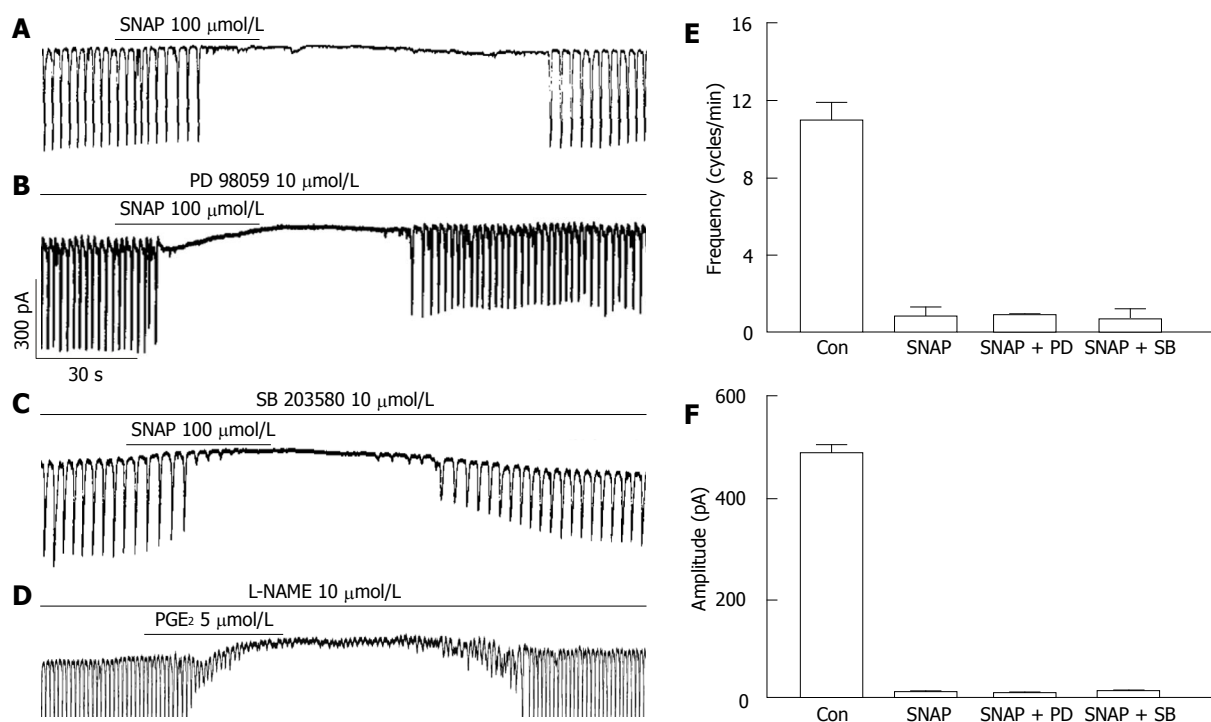 A
SNAP 100 μmol/L
B
PD 98059 10 μmol/L
SNAP 100 μmol/L
300 pA
30 s
C
SB 203580 10 μmol/L
SNAP 100 μmol/L
D
L-NAME 10 μmol/L
PGE₂ 5 μmol/L
E
Frequency (cycles/min)
16
12
8
4
0
Con SNAP SNAP + PD SNAP + SB
F
Amplitude (pA)
600
400
200
0
Con SNAP SNAP + PD SNAP + SB